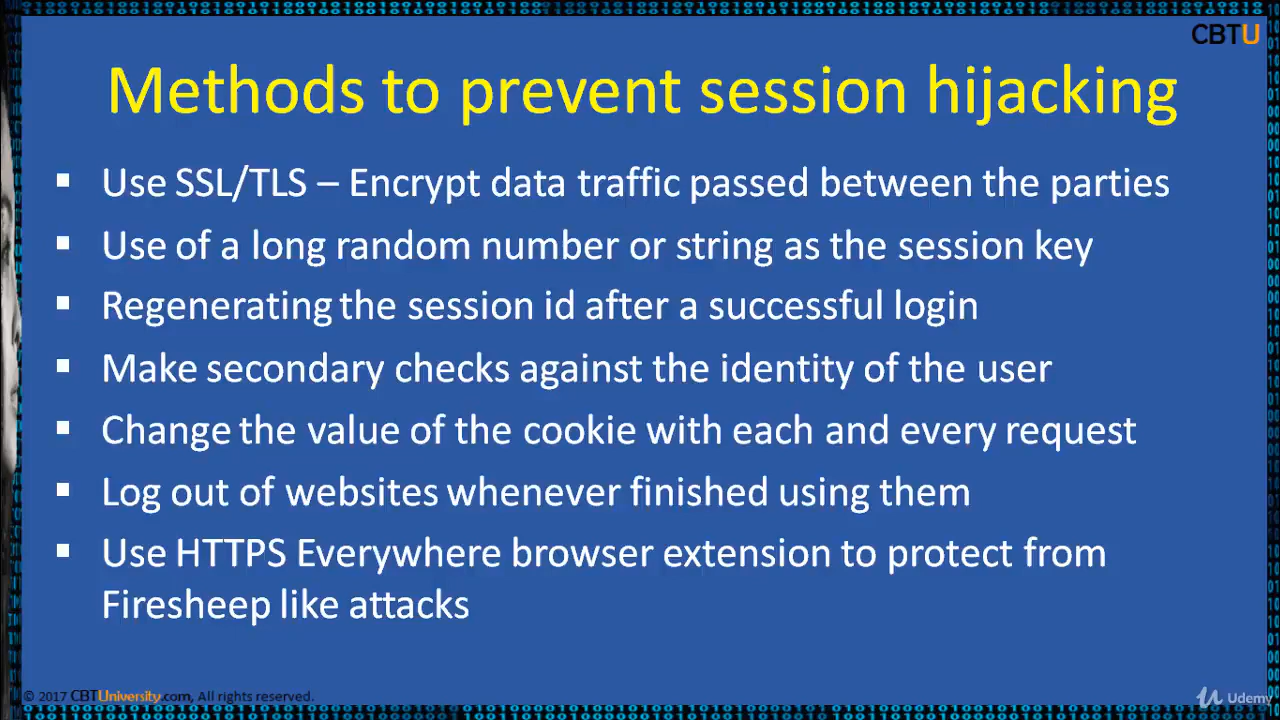 CBTU
Methods to prevent session hijacking
▪ Use SSL/TLS – Encrypt data traffic passed between the parties
▪ Use of a long random number or string as the session key
▪ Regenerating the session id after a successful login
▪ Make secondary checks against the identity of the user
▪ Change the value of the cookie with each and every request
▪ Log out of websites whenever finished using them
▪ Use HTTPS Everywhere browser extension to protect from
Firesheep like attacks
© 2017 CBTUniversity.com, All rights reserved.
Udemy